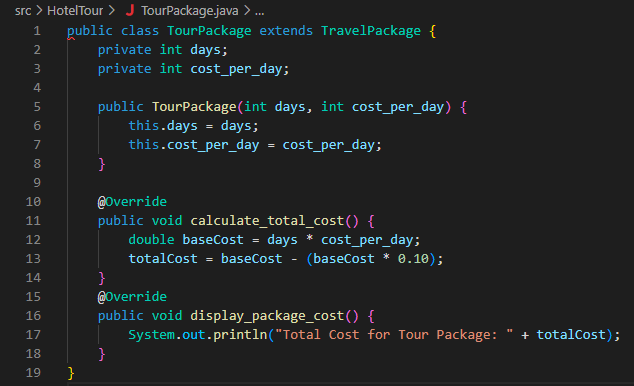 src > HotelTour > J TourPackage.java > ...
1 public class TourPackage extends TravelPackage {
2     private int days;
3     private int cost_per_day;
4
5     public TourPackage(int days, int cost_per_day) {
6         this.days = days;
7         this.cost_per_day = cost_per_day;
8     }
9
10     @Override
11     public void calculate_total_cost() {
12         double baseCost = days * cost_per_day;
13         totalCost = baseCost - (baseCost * 0.10);
14     }
15     @Override
16     public void display_package_cost() {
17         System.out.println("Total Cost for Tour Package: " + totalCost);
18     }
19 }